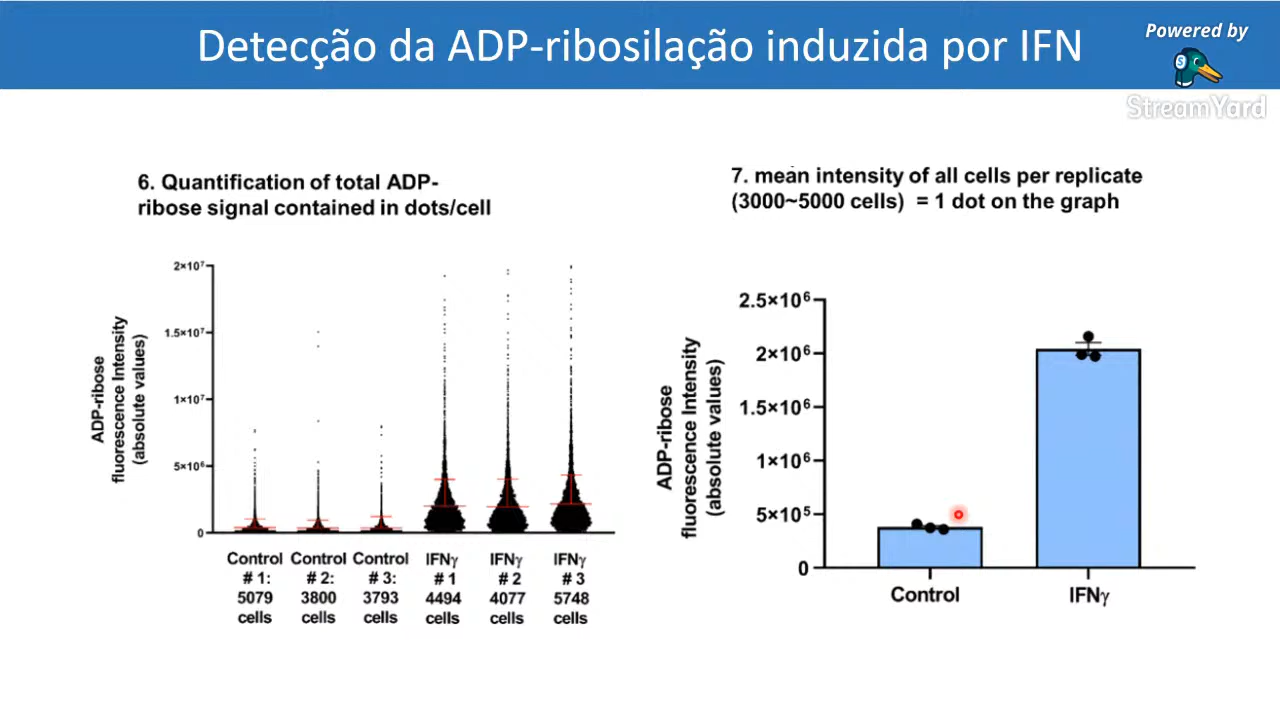 Detecção da ADP-ribosilação induzida por IFN
Powered by
StreamYard
6. Quantification of total ADP-
ribose signal contained in dots/cell
ADP-ribose
fluorescence Intensity
(absolute values)
2×10⁷
1.5×10⁷
1×10⁷
5×10⁶
0
Control Control Control IFNγ IFNγ IFNγ
# 1: # 2: # 3: # 1 # 2 # 3
5079 3800 3793 4494 4077 5748
cells cells cells cells cells cells
7. mean intensity of all cells per replicate
(3000~5000 cells) = 1 dot on the graph
ADP-ribose
fluorescence Intensity
(absolute values)
2.5×10⁶
2×10⁶
1.5×10⁶
1×10⁶
5×10⁵
0
Control IFNγ